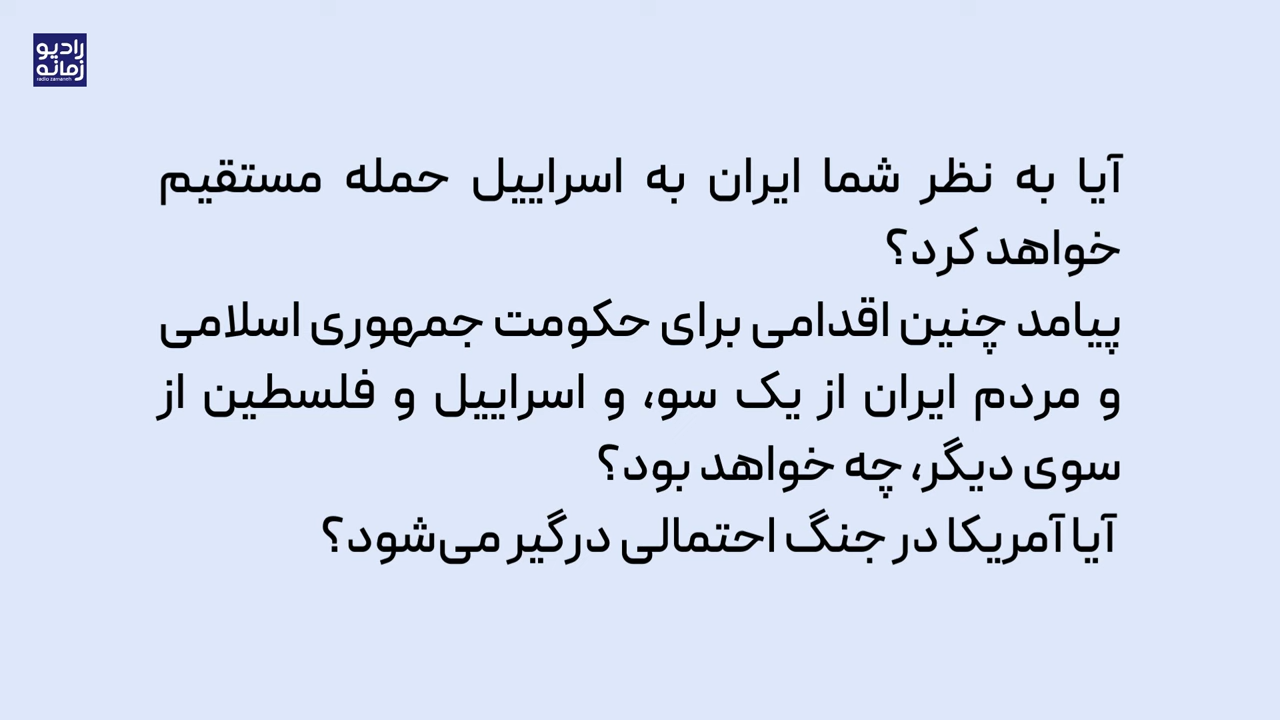 رادیو
زمانه
radio zamaneh
آیا به نظر شما ایران به اسراییل حمله مستقیم
خواهد کرد؟
پیامد چنین اقدامی برای حکومت جمهوری اسلامی
و مردم ایران از یک سو، و اسراییل و فلسطین از
سوی دیگر، چه خواهد بود؟
آیا آمریکا در جنگ احتمالی درگیر می‌شود؟